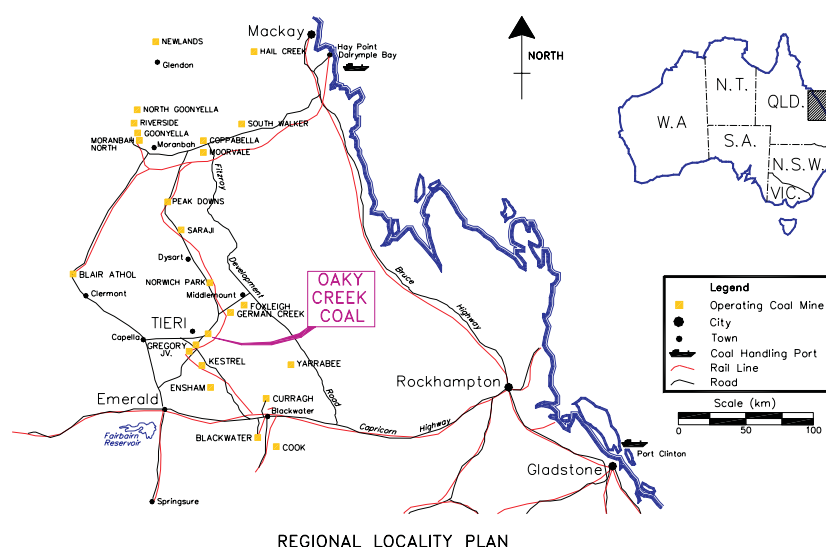 Mackay
NEWLANDS
Glendon
HAIL CREEK
Hay Point
Dalrymple Bay
NORTH
NORTH GOONYELLA
RIVERSIDE
GOONYELLA
MORANBAH
NORTH
Moranbah
SOUTH WALKER
COPPABELLA
MOORVALE
Fitzroy
Development
Road
PEAK DOWNS
SARAJI
Dysart
NORWICH PARK
Middlemount
FOXLEIGH
GERMAN CREEK
BLAIR ATHOL
Clermont
OAKY
CREEK
COAL
TIERI
Capella
GREGORY
JV.
KESTREL
YARRABEE
ENSHAM
Emerald
CURRAGH
Blackwater
BLACKWATER
COOK
Fairbairn
Reservoir
Springsure
Bruce
Highway
Capricorn
Highway
Rockhampton
Port Clinton
Gladstone
W.A
N.T.
QLD.
S.A.
N.S.W.
VIC.
Legend
Operating Coal Mine
City
Town
Coal Handling Port
Rail Line
Road
Scale (km)
0 50 100
REGIONAL LOCALITY PLAN